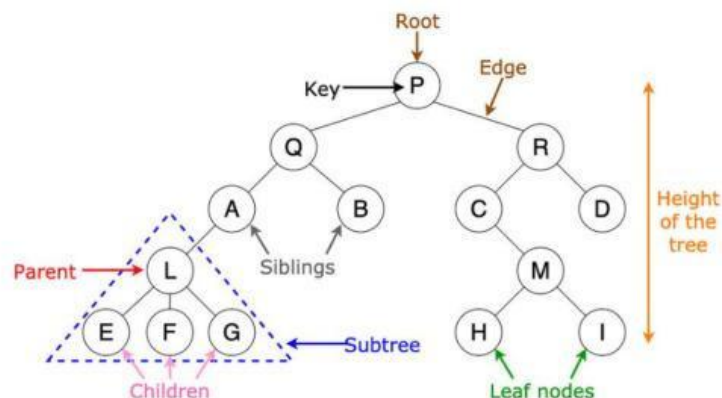 Root
Edge
Key
P
Q
R
A
B
C
D
Height
of the
tree
Siblings
Parent
L
M
E
F
G
H
I
Subtree
Children
Leaf nodes